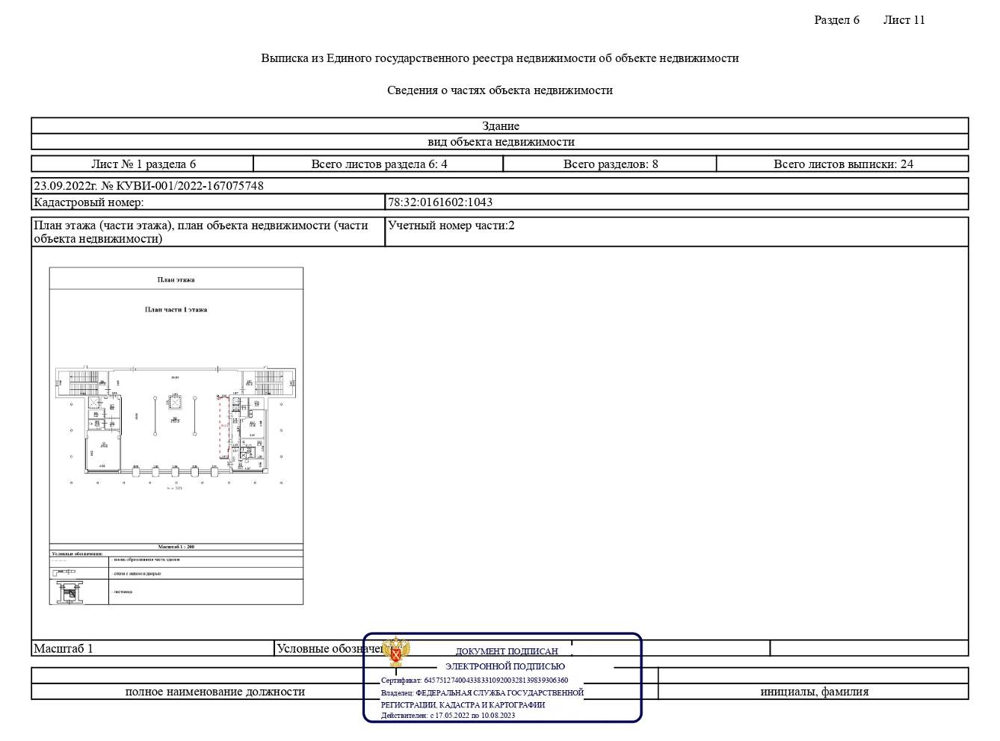 Раздел 6 Лист 11
Выписка из Единого государственного реестра недвижимости об объекте недвижимости
Сведения о частях объекта недвижимости
Здание
вид объекта недвижимости
Лист № 1 раздела 6 Всего листов раздела 6: 4 Всего разделов: 8 Всего листов выписки: 24
23.09.2022г. № КУВИ-001/2022-167075748
Кадастровый номер: 78:32:0161602:1043
План этажа (части этажа), план объекта недвижимости (части Учетный номер части:2
объекта недвижимости)
План этажа
План части 1 этажа
Масштаб 1 : 200
Условные обозначения:
- вновь образованная часть здания
- стена с окном и дверью
- лестница
Масштаб 1 Условные обозначен
ДОКУМЕНТ ПОДПИСАН
ЭЛЕКТРОННОЙ ПОДПИСЬЮ
Сертификат: 64575127400433833109200328139839306360
Владелец: ФЕДЕРАЛЬНАЯ СЛУЖБА ГОСУДАРСТВЕННОЙ
РЕГИСТРАЦИИ, КАДАСТРА И КАРТОГРАФИИ
Действителен: с 17.05.2022 по 10.08.2023
полное наименование должности инициалы, фамилия